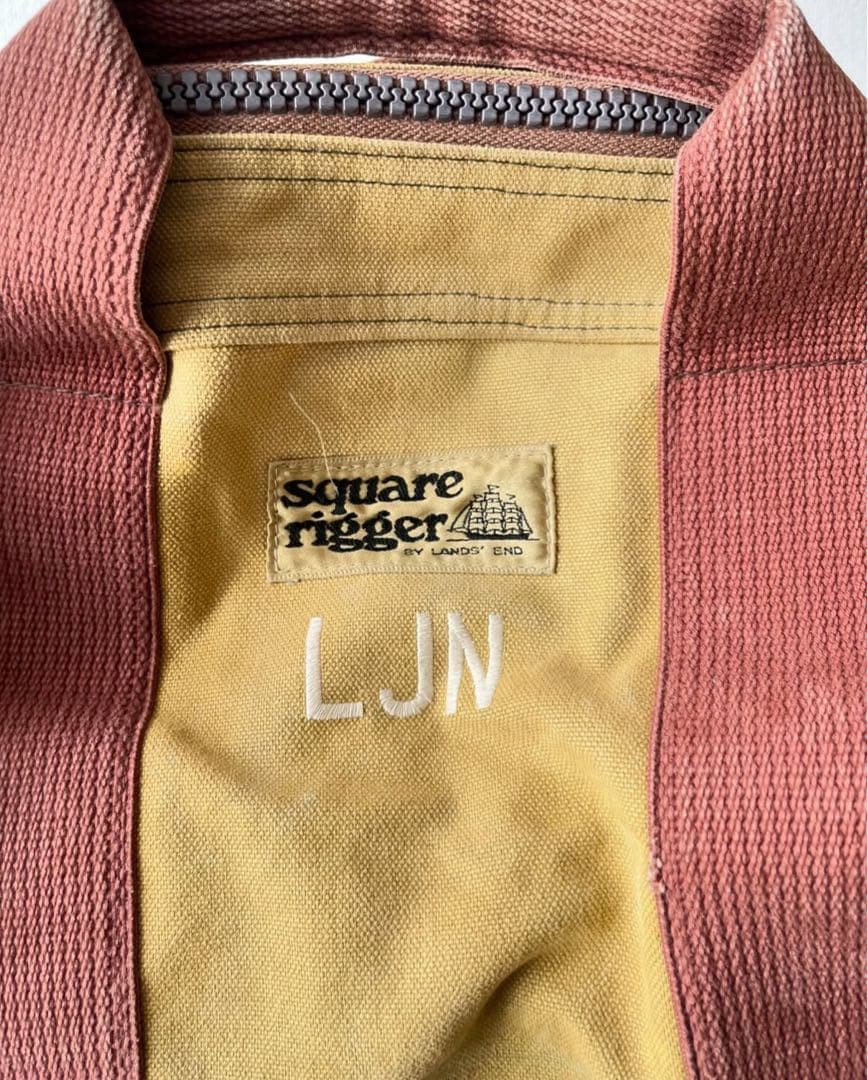 square
rigger
BY LANDS' END
LJN